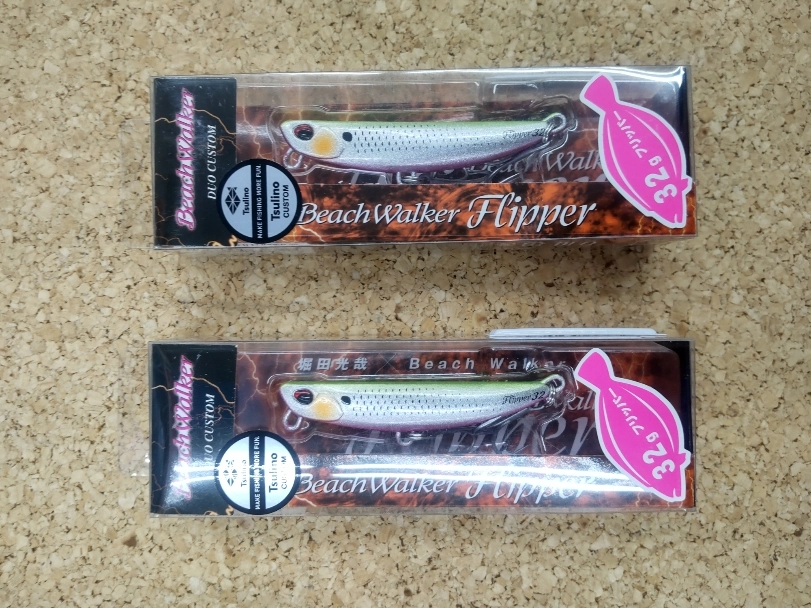 BeachWalker
DUO CUSTOM
Tsulino
MAKE FISHING MORE FUN.
Tsulino
CUSTOM
Flipper 32
BeachWalker Flipper
32g フリッパー
堀田光哉 × Beach Walker
BeachWalker
DUO CUSTOM
Tsulino
MAKE FISHING MORE FUN.
Tsulino
CUSTOM
Flipper 32
BeachWalker Flipper
32g フリッパー